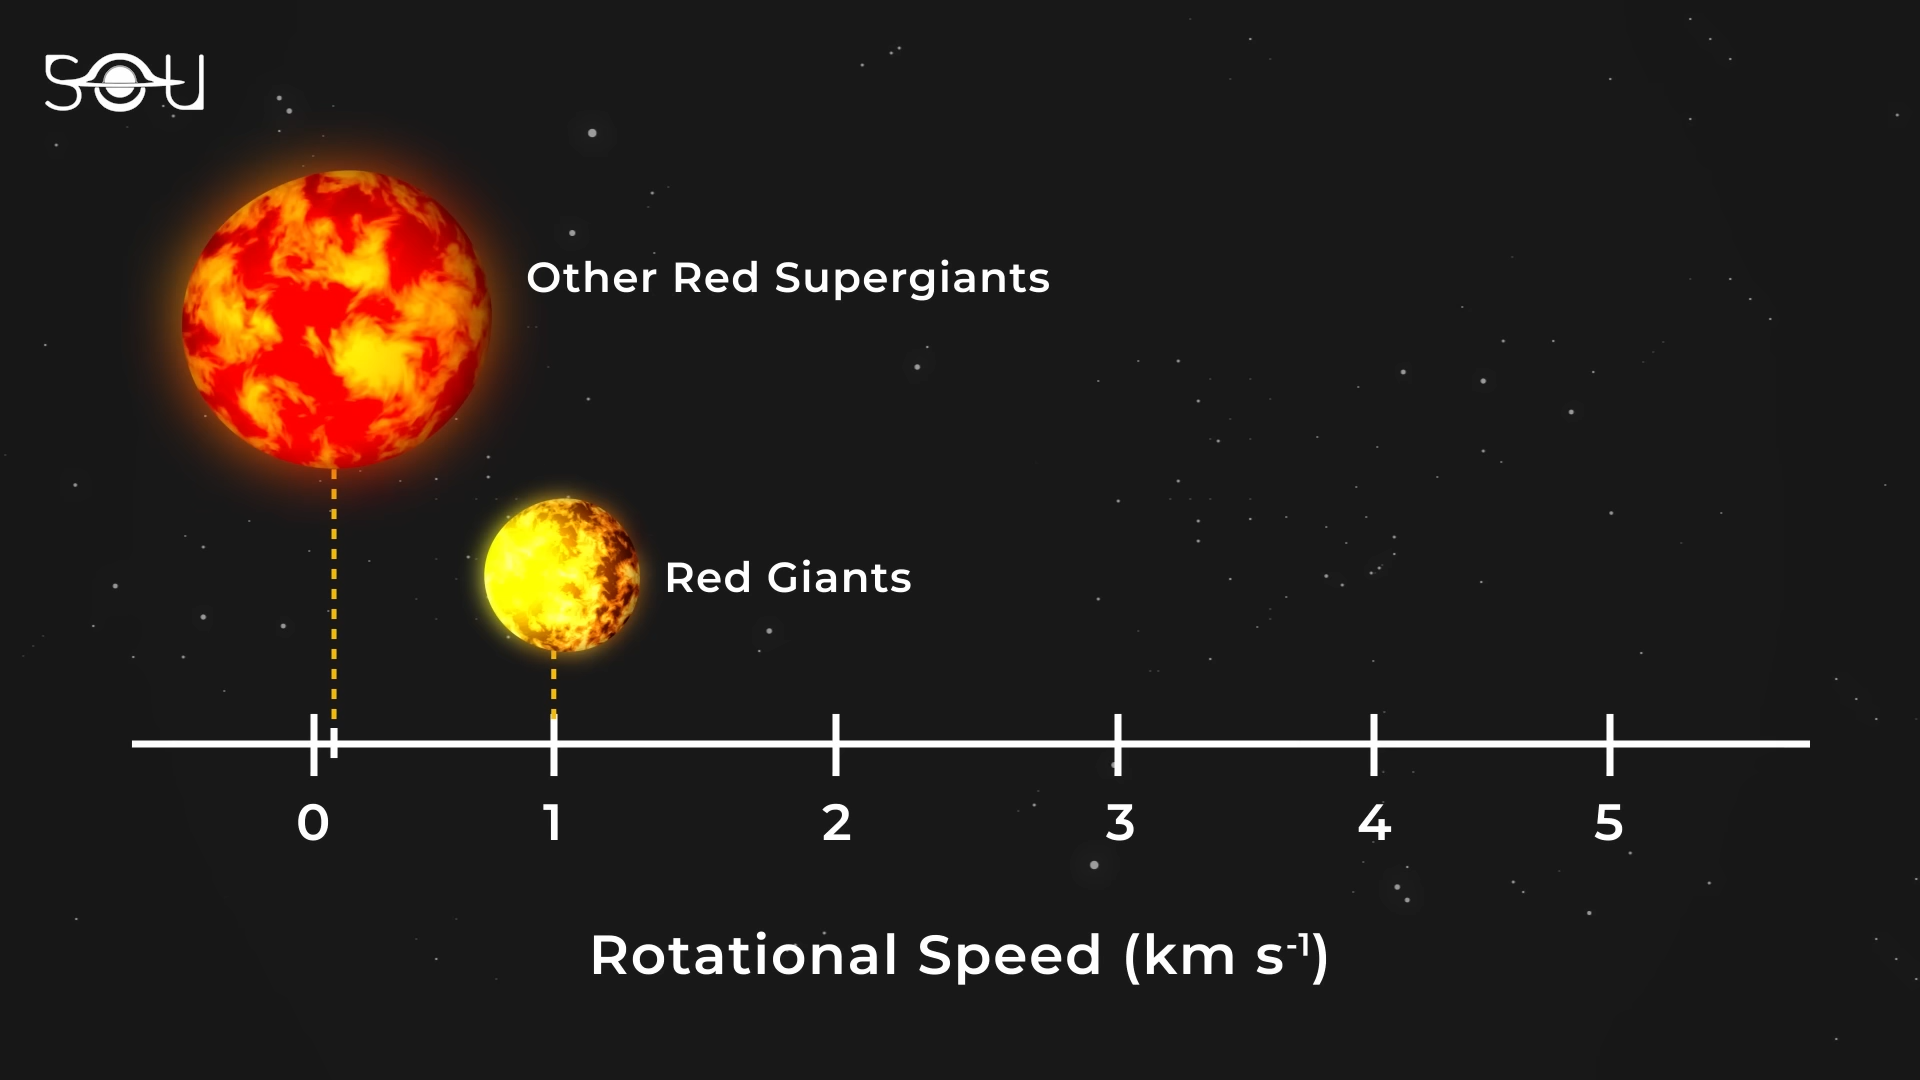 SOU
Other Red Supergiants
Red Giants
0 1 2 3 4 5
Rotational Speed (km s⁻¹)